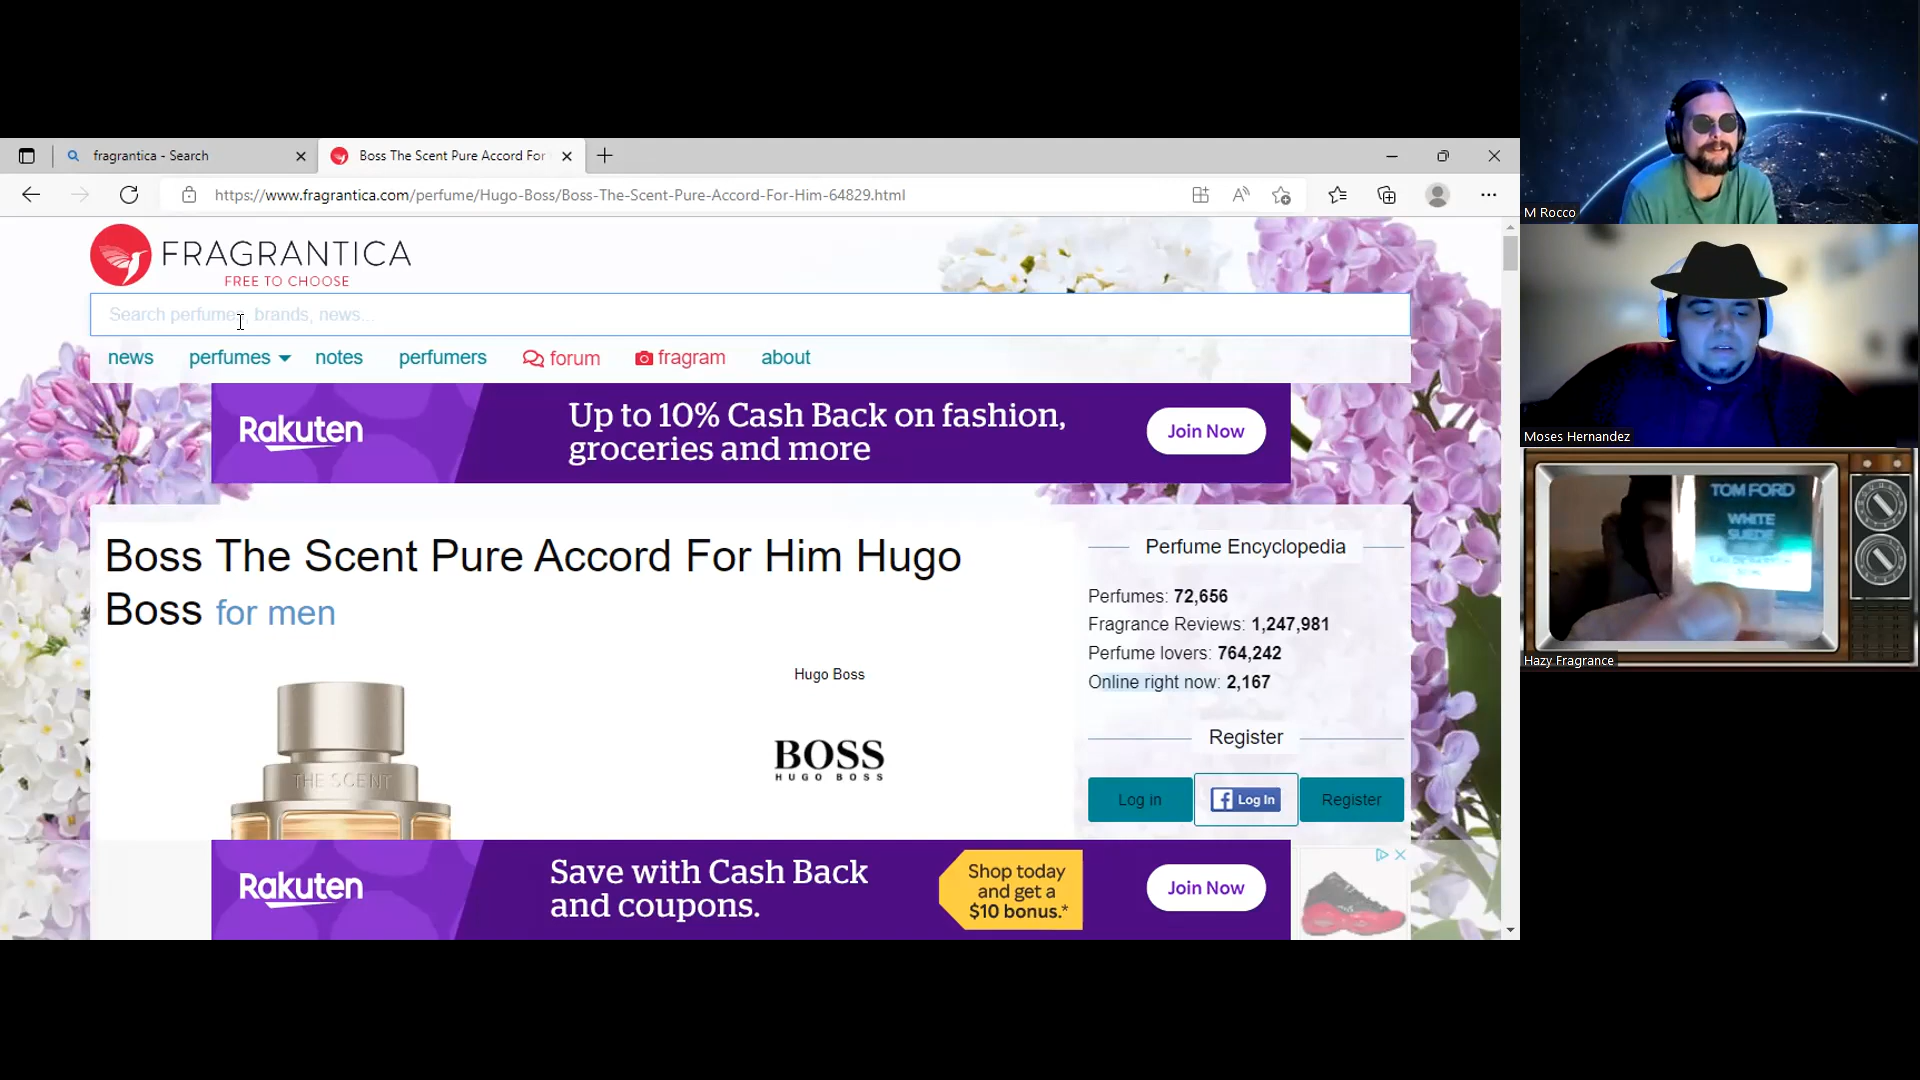 fragrantica - Search
Boss The Scent Pure Accord For
https://www.fragrantica.com/perfume/Hugo-Boss/Boss-The-Scent-Pure-Accord-For-Him-64829.html
FRAGRANTICA
FREE TO CHOOSE
Search perfumes, brands, news...
news perfumes notes perfumers forum fragram about
Rakuten
Up to 10% Cash Back on fashion,
groceries and more
Join Now
Boss The Scent Pure Accord For Him Hugo
Boss for men
Hugo Boss
BOSS
HUGO BOSS
THE SCENT
Perfume Encyclopedia
Perfumes: 72,656
Fragrance Reviews: 1,247,981
Perfume lovers: 764,242
Online right now: 2,167
Register
Log in
Log In
Register
Rakuten
Save with Cash Back
and coupons.
Shop today
and get a
$10 bonus.*
Join Now
M Rocco
Moses Hernandez
TOM FORD
WHITE
SUEDE
Hazy Fragrance